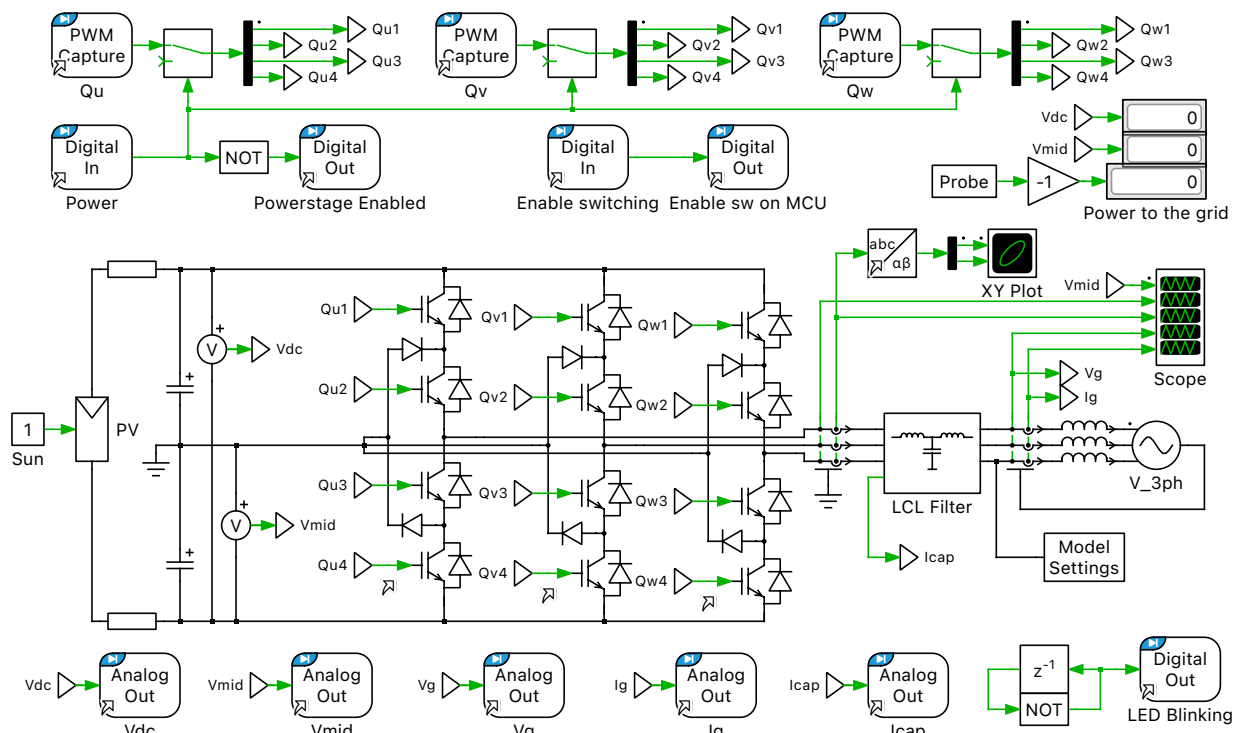 PWM
Capture
Qu
Qu1
Qu2
Qu3
Qu4
PWM
Capture
Qv
Qv1
Qv2
Qv3
Qv4
PWM
Capture
Qw
Qw1
Qw2
Qw3
Qw4
Digital
In
Power
NOT
Digital
Out
Powerstage Enabled
Digital
In
Enable switching
Digital
Out
Enable sw on MCU
Vdc
0
Vmid
0
Probe
-1
0
Power to the grid
abc
αβ
XY Plot
Vmid
Scope
Vg
Ig
1
Sun
PV
+
+
V
+
Vdc
+
V
+
Vmid
Qu1
Qu2
Qu3
Qu4
Qv1
Qv2
Qv3
Qv4
Qw1
Qw2
Qw3
Qw4
LCL Filter
Icap
V_3ph
Model
Settings
Vdc
Analog
Out
Vdc
Vmid
Analog
Out
Vmid
Vg
Analog
Out
Vg
Ig
Analog
Out
Ig
Icap
Analog
Out
Icap
z⁻¹
NOT
Digital
Out
LED Blinking